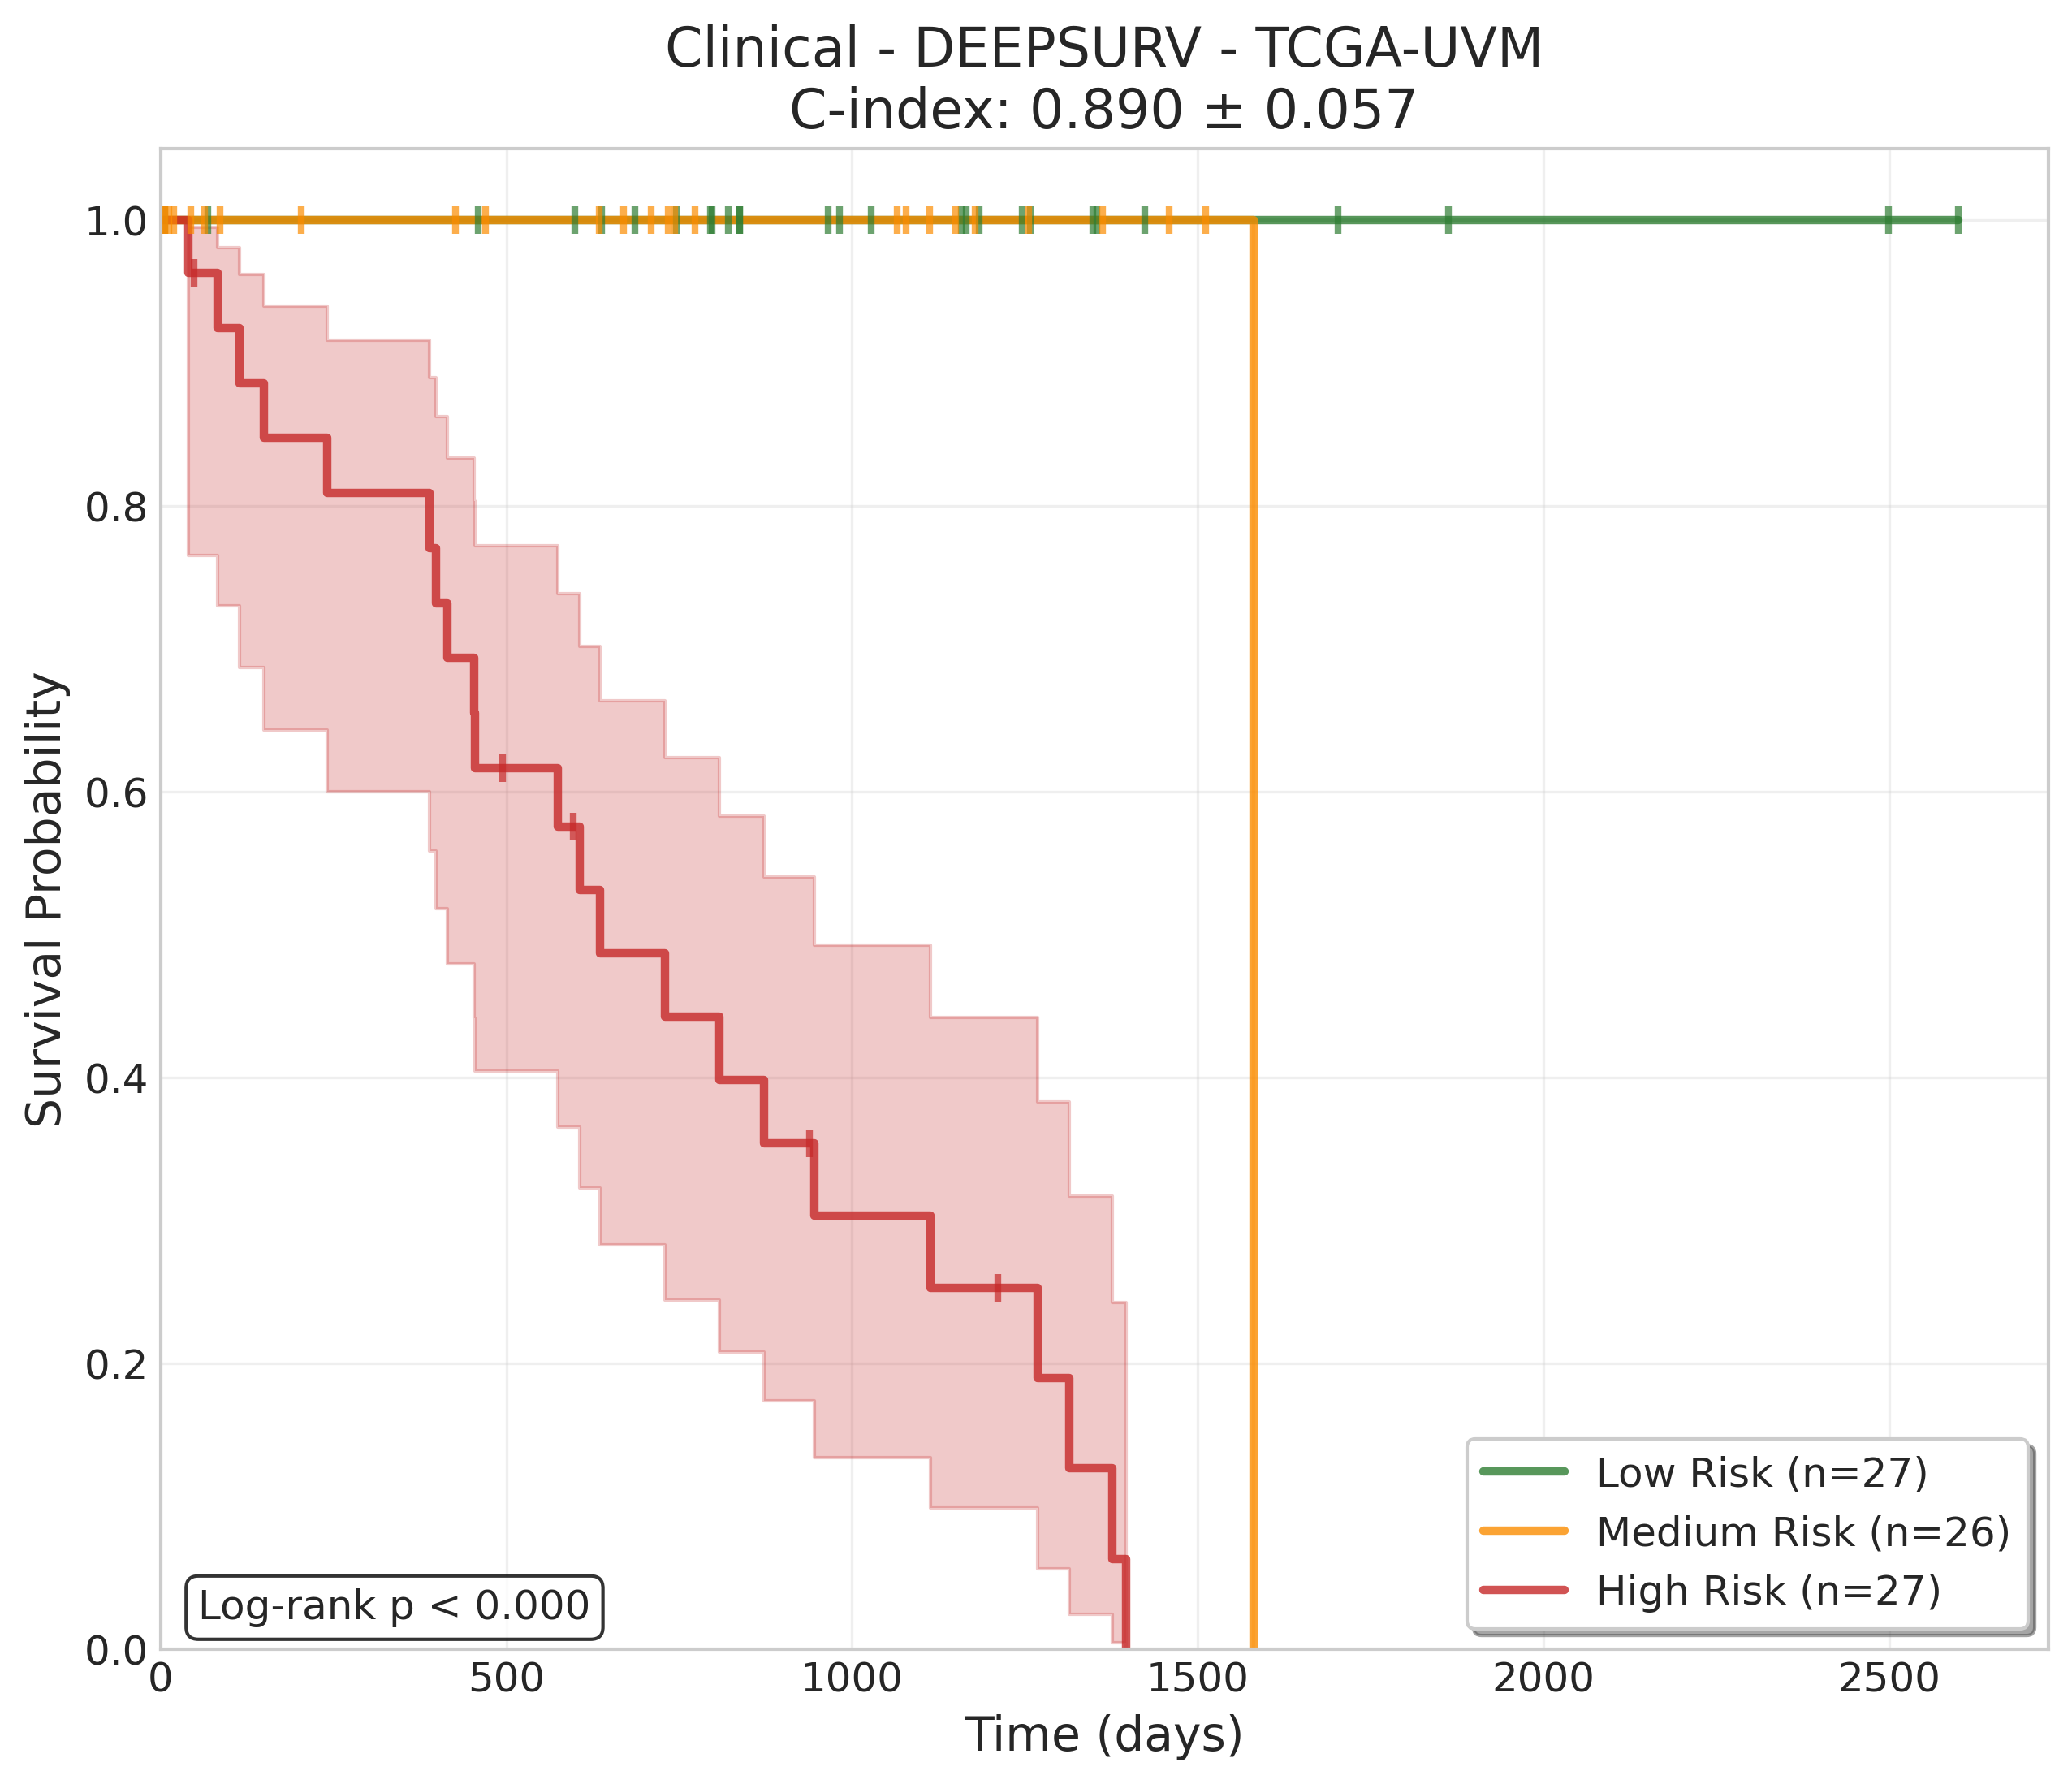 Clinical - DEEPSURV - TCGA-UVM
C-index: 0.890 ± 0.057
Survival Probability
1.0
0.8
0.6
0.4
0.2
0.0
Log-rank p < 0.000
Low Risk (n=27)
Medium Risk (n=26)
High Risk (n=27)
0 500 1000 1500 2000 2500
Time (days)